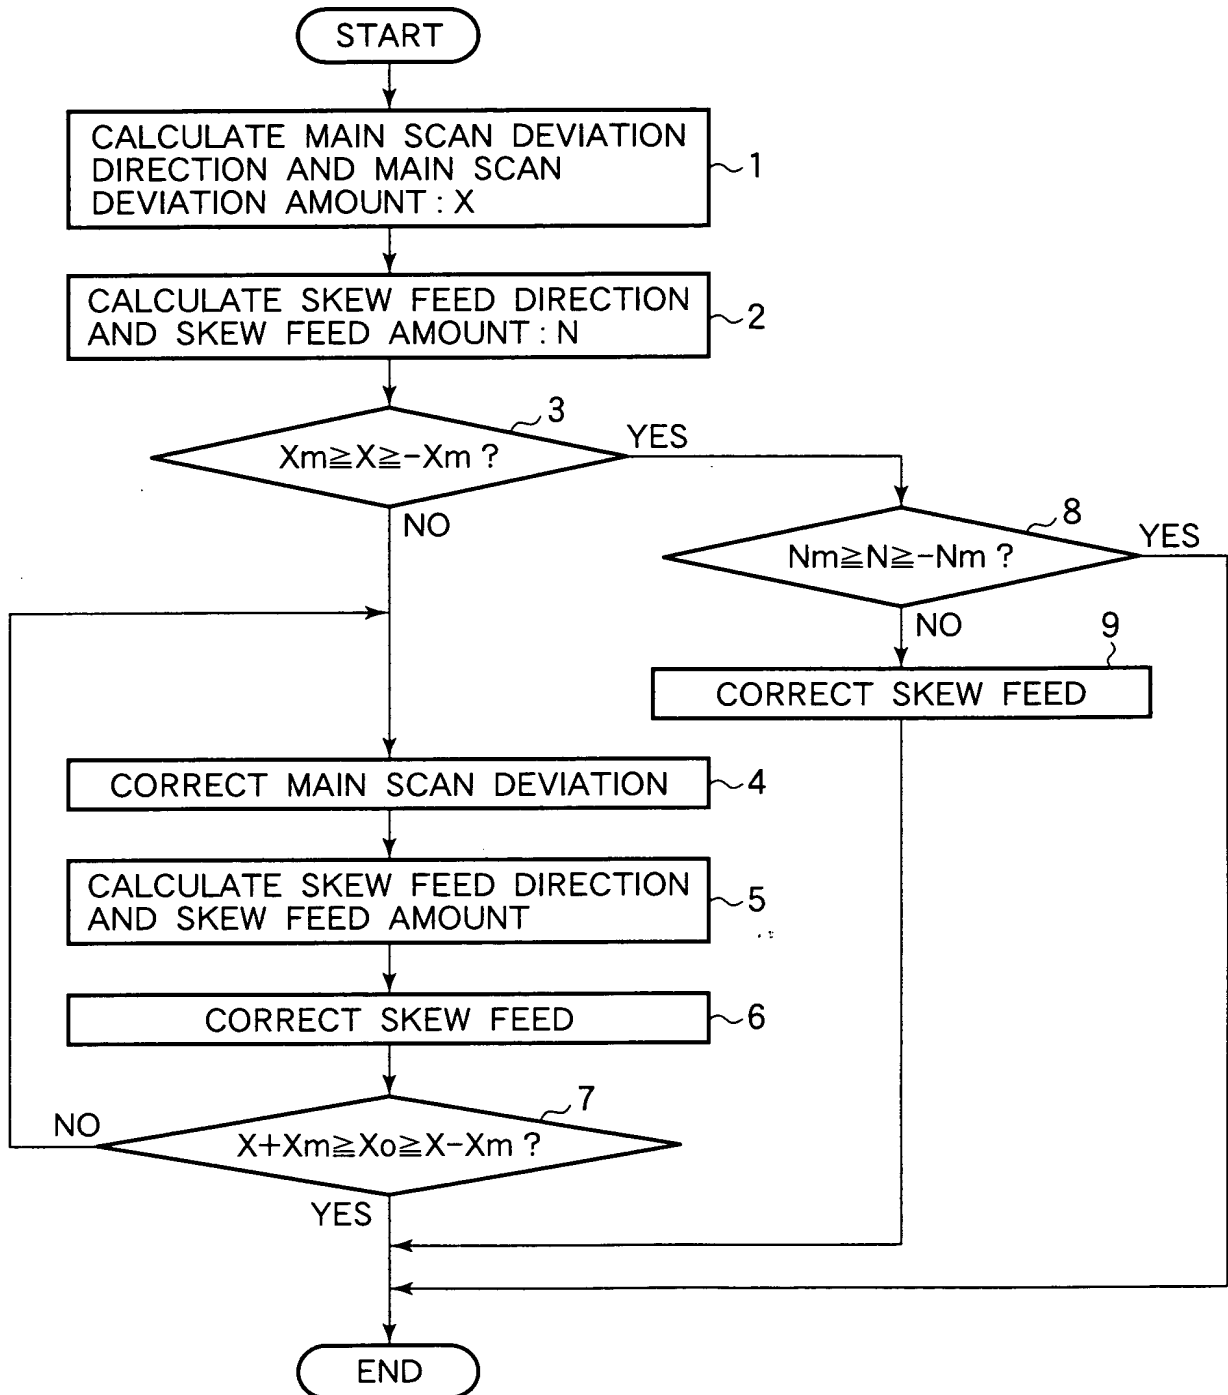 START
CALCULATE MAIN SCAN DEVIATION
DIRECTION AND MAIN SCAN
DEVIATION AMOUNT : X
1
CALCULATE SKEW FEED DIRECTION
AND SKEW FEED AMOUNT : N
2
3
Xm≧X≧-Xm ?
YES
NO
8
Nm≧N≧-Nm ?
YES
NO
9
CORRECT SKEW FEED
CORRECT MAIN SCAN DEVIATION
4
CALCULATE SKEW FEED DIRECTION
AND SKEW FEED AMOUNT
5
CORRECT SKEW FEED
6
7
X+Xm≧Xo≧X-Xm ?
NO
YES
END